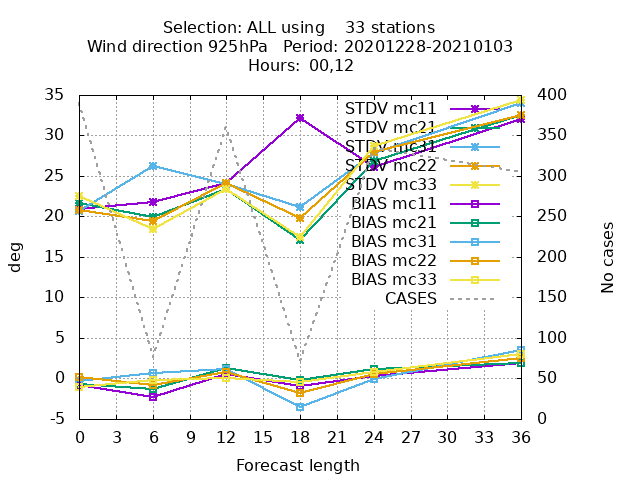 Selection: ALL using 33 stations
Wind direction 925hPa Period: 20201228-20210103
Hours: 00,12
35
30
25
20
15
10
5
0
-5
deg
400
350
300
250
200
150
100
50
0
No cases
STDV mc11
STDV mc21
STDV mc31
STDV mc22
STDV mc33
BIAS mc11
BIAS mc21
BIAS mc31
BIAS mc22
BIAS mc33
CASES
0 3 6 9 12 15 18 21 24 27 30 33 36
Forecast length